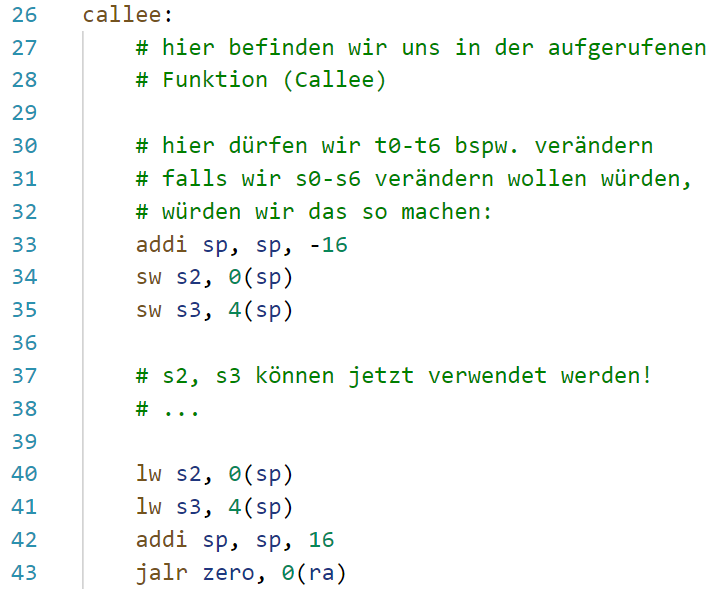 26 callee:
27 # hier befinden wir uns in der aufgerufenen
28 # Funktion (Callee)
29
30 # hier dürfen wir t0-t6 bspw. verändern
31 # falls wir s0-s6 verändern wollen würden,
32 # würden wir das so machen:
33 addi sp, sp, -16
34 sw s2, 0(sp)
35 sw s3, 4(sp)
36
37 # s2, s3 können jetzt verwendet werden!
38 # ...
39
40 lw s2, 0(sp)
41 lw s3, 4(sp)
42 addi sp, sp, 16
43 jalr zero, 0(ra)